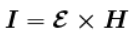 𝑰 = 𝓔 × 𝑯